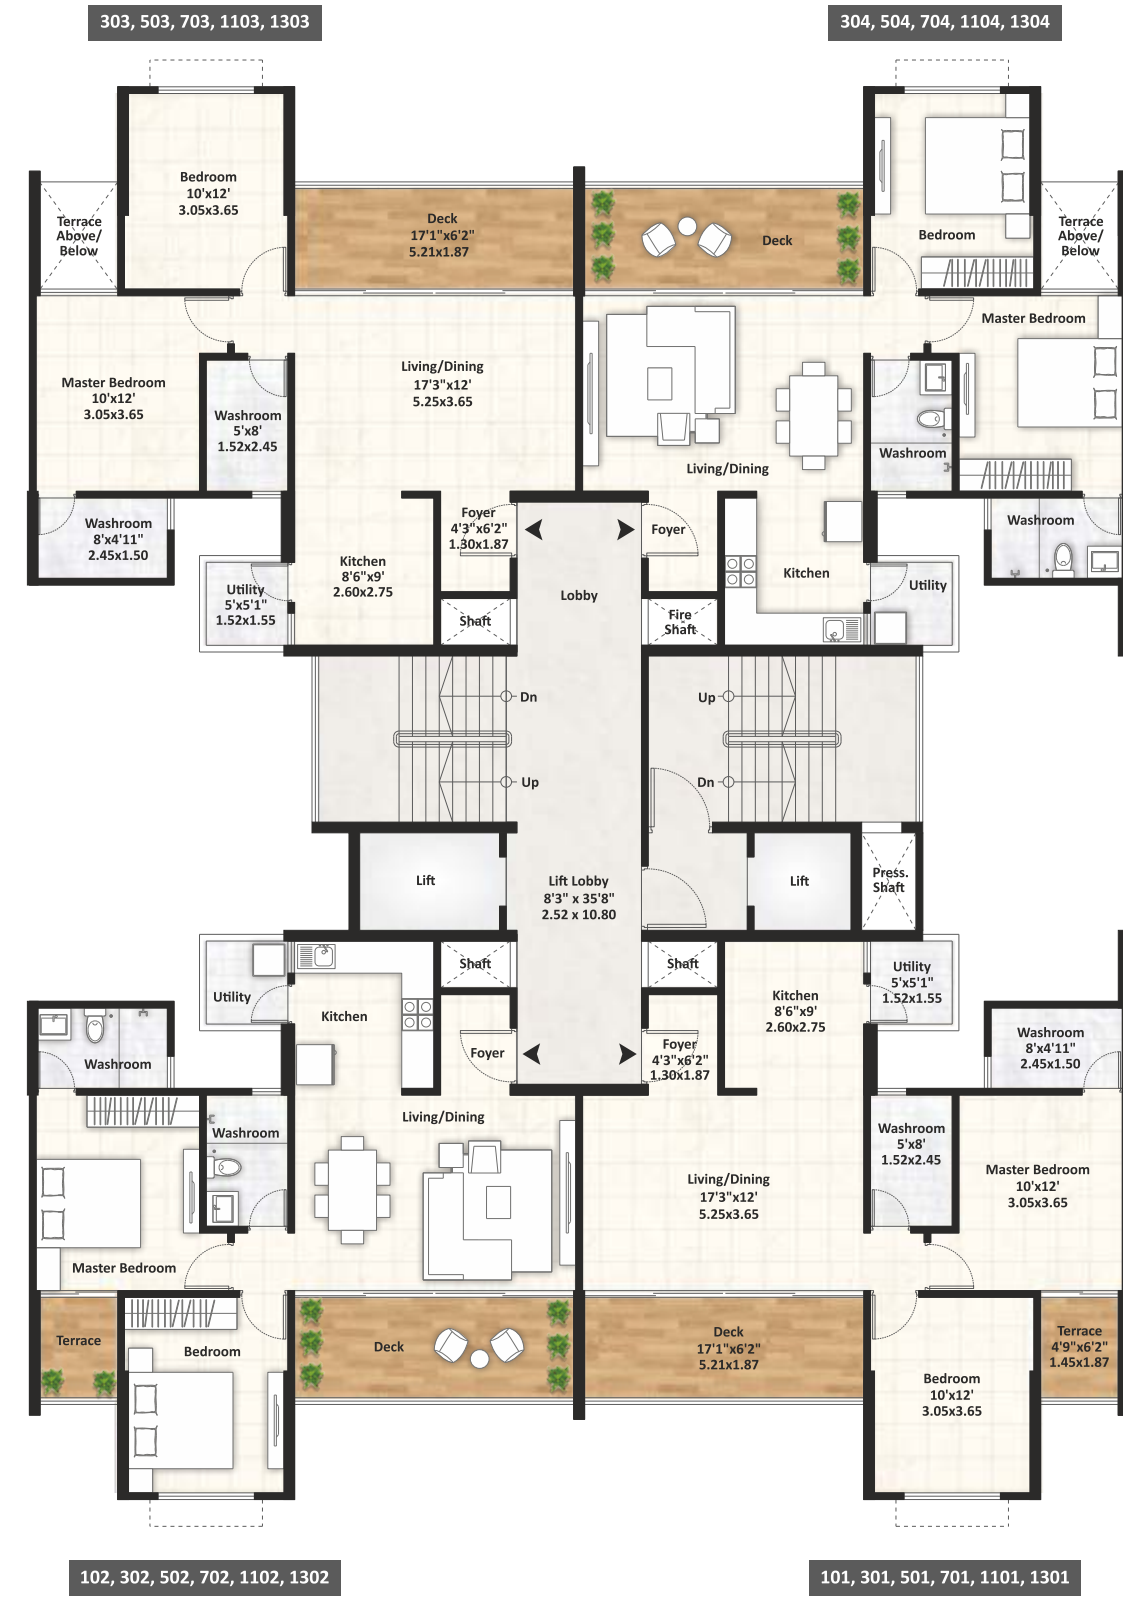 303, 503, 703, 1103, 1303
304, 504, 704, 1104, 1304
Bedroom
10'x12'
3.05x3.65
Terrace
Above/
Below
Deck
17'1"x6'2"
5.21x1.87
Deck
Bedroom
Terrace
Above/
Below
Master Bedroom
Master Bedroom
10'x12'
3.05x3.65
Washroom
5'x8'
1.52x2.45
Living/Dining
17'3"x12'
5.25x3.65
Living/Dining
Washroom
Washroom
8'x4'11"
2.45x1.50
Foyer
4'3"x6'2"
1.30x1.87
Foyer
Washroom
Utility
5'x5'1"
1.52x1.55
Kitchen
8'6"x9'
2.60x2.75
Lobby
Kitchen
Utility
Shaft
Fire
Shaft
Dn
Up
Up
Dn
Lift
Lift Lobby
8'3" x 35'8"
2.52 x 10.80
Lift
Press.
Shaft
Utility
Kitchen
Shaft
Shaft
Kitchen
8'6"x9'
2.60x2.75
Utility
5'x5'1"
1.52x1.55
Washroom
Foyer
Foyer
4'3"x6'2"
1.30x1.87
Washroom
8'x4'11"
2.45x1.50
Washroom
Living/Dining
Living/Dining
17'3"x12'
5.25x3.65
Washroom
5'x8'
1.52x2.45
Master Bedroom
10'x12'
3.05x3.65
Master Bedroom
Terrace
Bedroom
Deck
Deck
17'1"x6'2"
5.21x1.87
Bedroom
10'x12'
3.05x3.65
Terrace
4'9"x6'2"
1.45x1.87
102, 302, 502, 702, 1102, 1302
101, 301, 501, 701, 1101, 1301